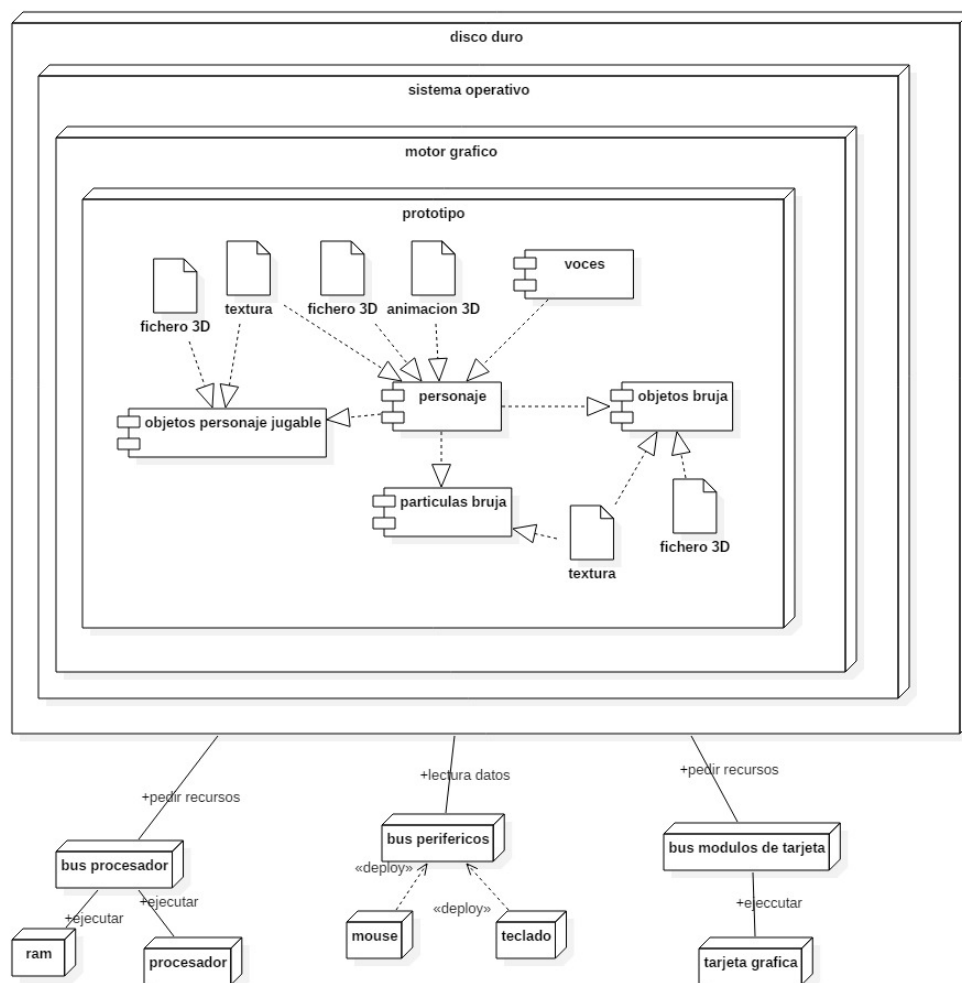 disco duro
sistema operativo
motor grafico
prototipo
voces
textura
fichero 3D
animacion 3D
fichero 3D
personaje
objetos bruja
objetos personaje jugable
particulas bruja
fichero 3D
textura
+pedir recursos
+lectura datos
+pedir recursos
bus procesador
bus perifericos
bus modulos de tarjeta
«deploy»
+ejecutar
+ejecutar
«deploy»
+ejeccutar
ram
procesador
mouse
teclado
tarjeta grafica